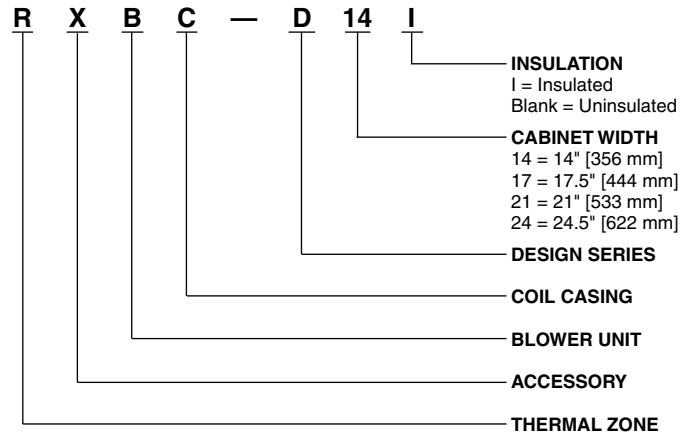 R X B C — D 14 I
INSULATION
I = Insulated
Blank = Uninsulated
CABINET WIDTH
14 = 14" [356 mm]
17 = 17.5" [444 mm]
21 = 21" [533 mm]
24 = 24.5" [622 mm]
DESIGN SERIES
COIL CASING
BLOWER UNIT
ACCESSORY
THERMAL ZONE